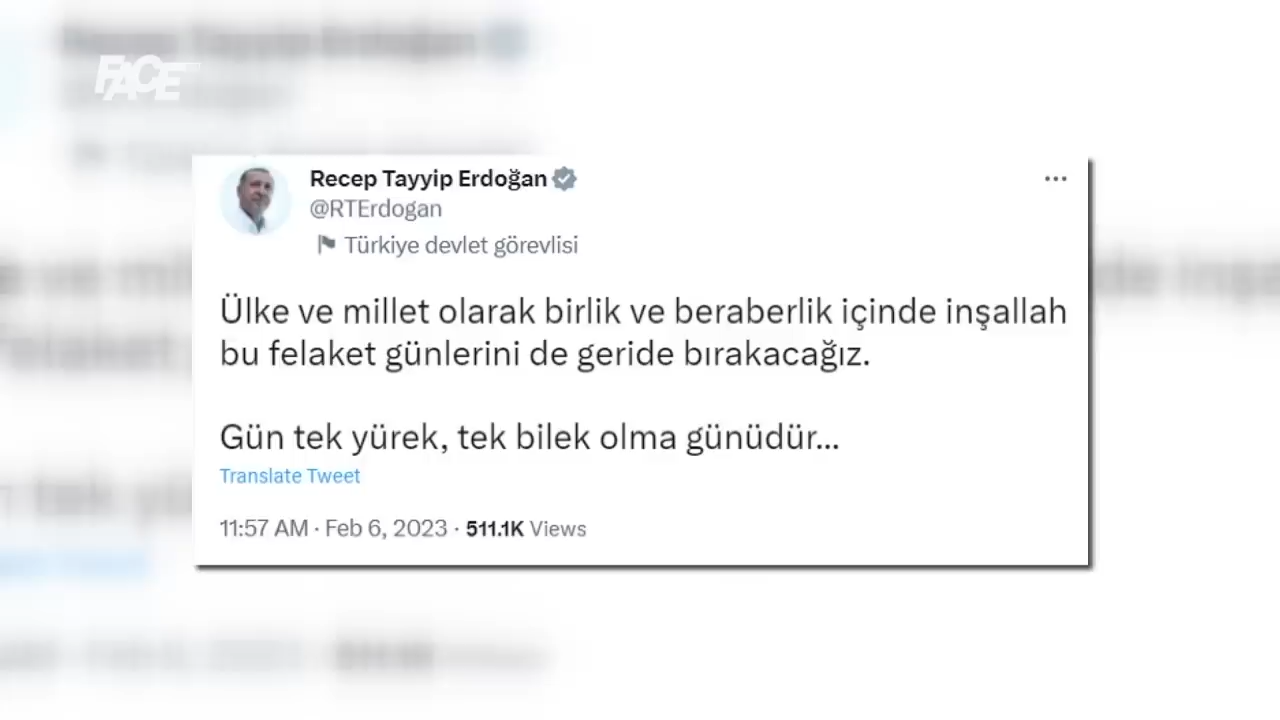 FACE
Recep Tayyip Erdoğan
@RTErdogan
Türkiye devlet görevlisi
Ülke ve millet olarak birlik ve beraberlik içinde inşallah
bu felaket günlerini de geride bırakacağız.
Gün tek yürek, tek bilek olma günüdür...
Translate Tweet
11:57 AM · Feb 6, 2023 · 511.1K Views